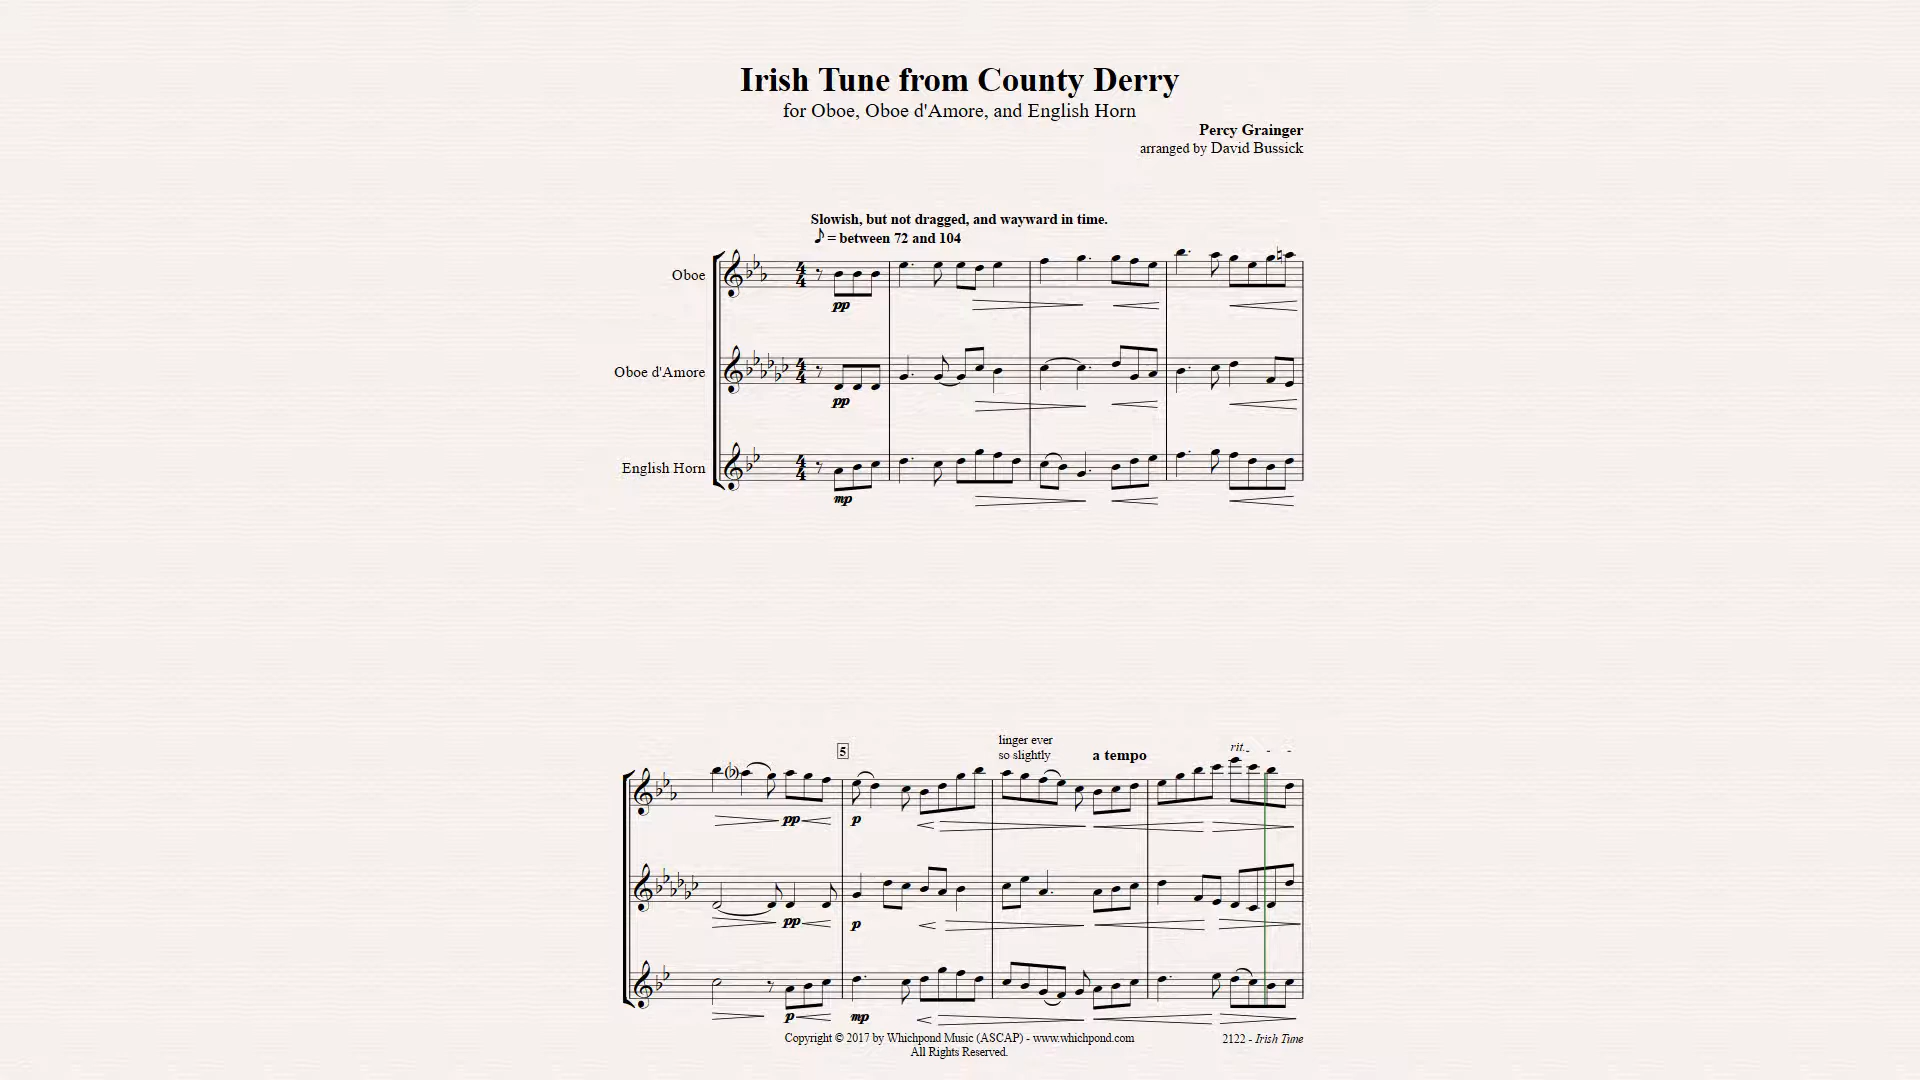 Irish Tune from County Derry
for Oboe, Oboe d'Amore, and English Horn
Percy Grainger
arranged by David Bussick
Slowish, but not dragged, and wayward in time.
♪ = between 72 and 104
Oboe
pp
Oboe d'Amore
pp
English Horn
mp
linger ever
so slightly
a tempo
rit. - - -
5
pp p
pp p
p mp
Copyright © 2017 by Whichpond Music (ASCAP) - www.whichpond.com
All Rights Reserved.
2122 - Irish Tune